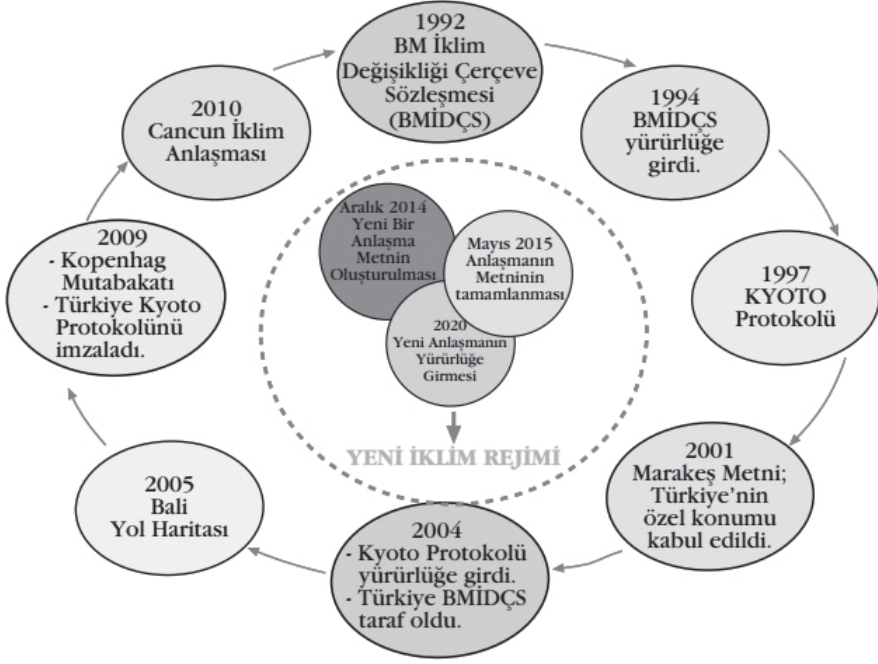 1992
BM İklim
Değişikliği Çerçeve
Sözleşmesi
(BMİDÇS)
1994
BMİDÇS
yürürlüğe
girdi.
1997
KYOTO
Protokolü
2001
Marakeş Metni;
Türkiye’nin
özel konumu
kabul edildi.
2004
- Kyoto Protokolü
yürürlüğe girdi.
- Türkiye BMİDÇS
taraf oldu.
2005
Bali
Yol Haritası
2009
- Kopenhag
Mutabakatı
- Türkiye Kyoto
Protokolünü
imzaladı.
2010
Cancun İklim
Anlaşması
Aralık 2014
Yeni Bir
Anlaşma
Metnin
Oluşturulması
Mayıs 2015
Anlaşmanın
Metninin
tamamlanması
2020
Yeni Anlaşmanın
Yürürlüğe
Girmesi
YENİ İKLİM REJİMİ